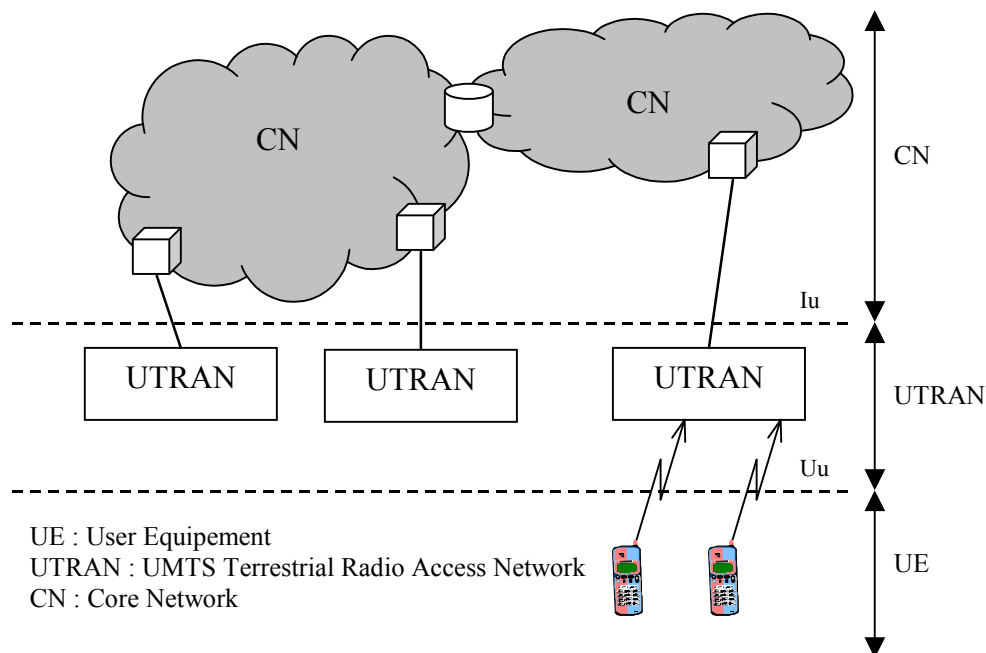 CN
CN
CN
Iu
UTRAN
UTRAN
UTRAN
UTRAN
Uu
UE : User Equipement
UTRAN : UMTS Terrestrial Radio Access Network
CN : Core Network
UE